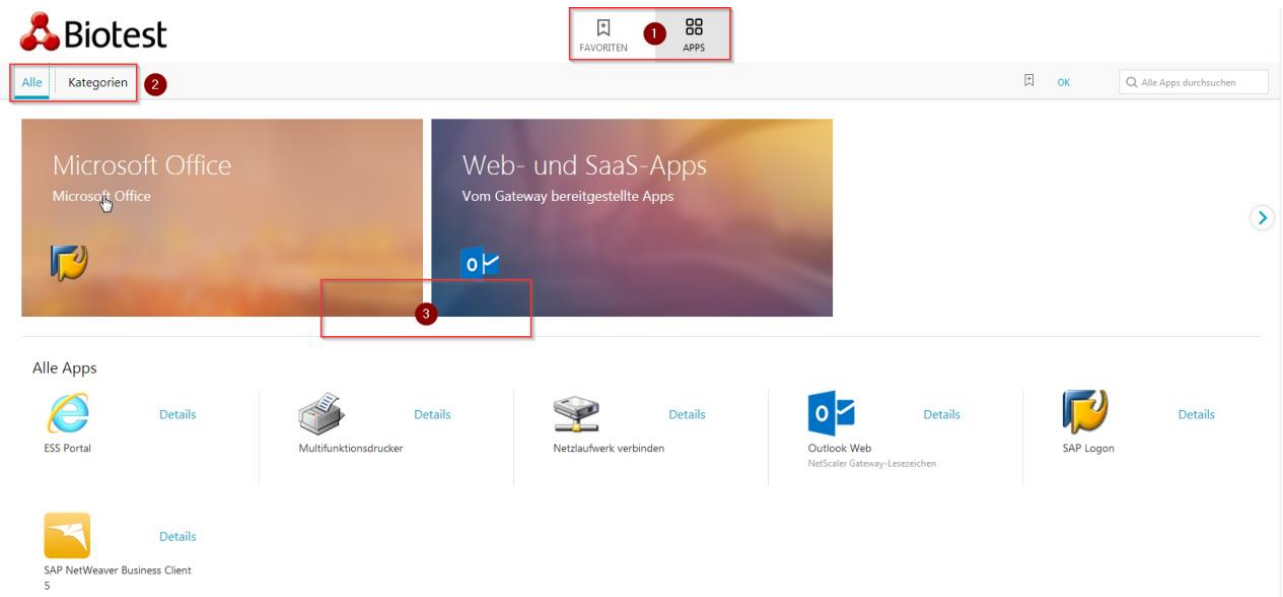 Biotest
FAVORITEN
1
APPS
Alle
Kategorien
2
OK
Alle Apps durchsuchen
Microsoft Office
Microsoft Office
Web- und SaaS-Apps
Vom Gateway bereitgestellte Apps
3
Alle Apps
Details
ESS Portal
Details
Multifunktionsdrucker
Details
Netzlaufwerk verbinden
Details
Outlook Web
NetScaler Gateway-Lesezeichen
Details
SAP Logon
Details
SAP NetWeaver Business Client
5